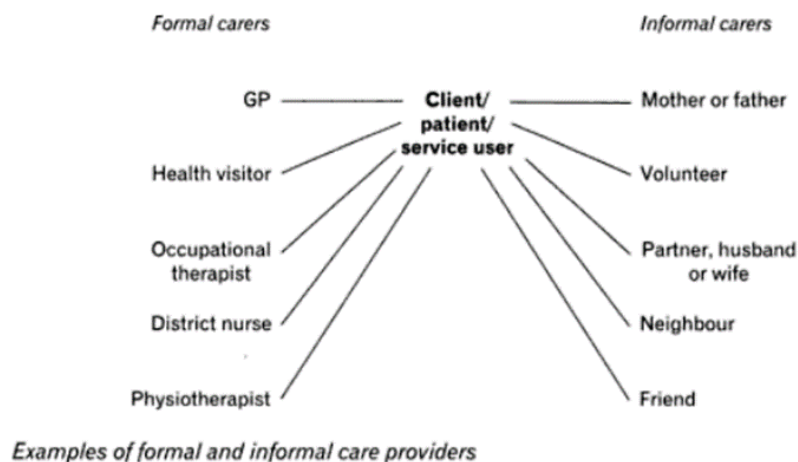 Formal carers
Informal carers
GP
Client/
patient/
service user
Mother or father
Health visitor
Volunteer
Occupational
therapist
Partner, husband
or wife
District nurse
Neighbour
Physiotherapist
Friend
Examples of formal and informal care providers